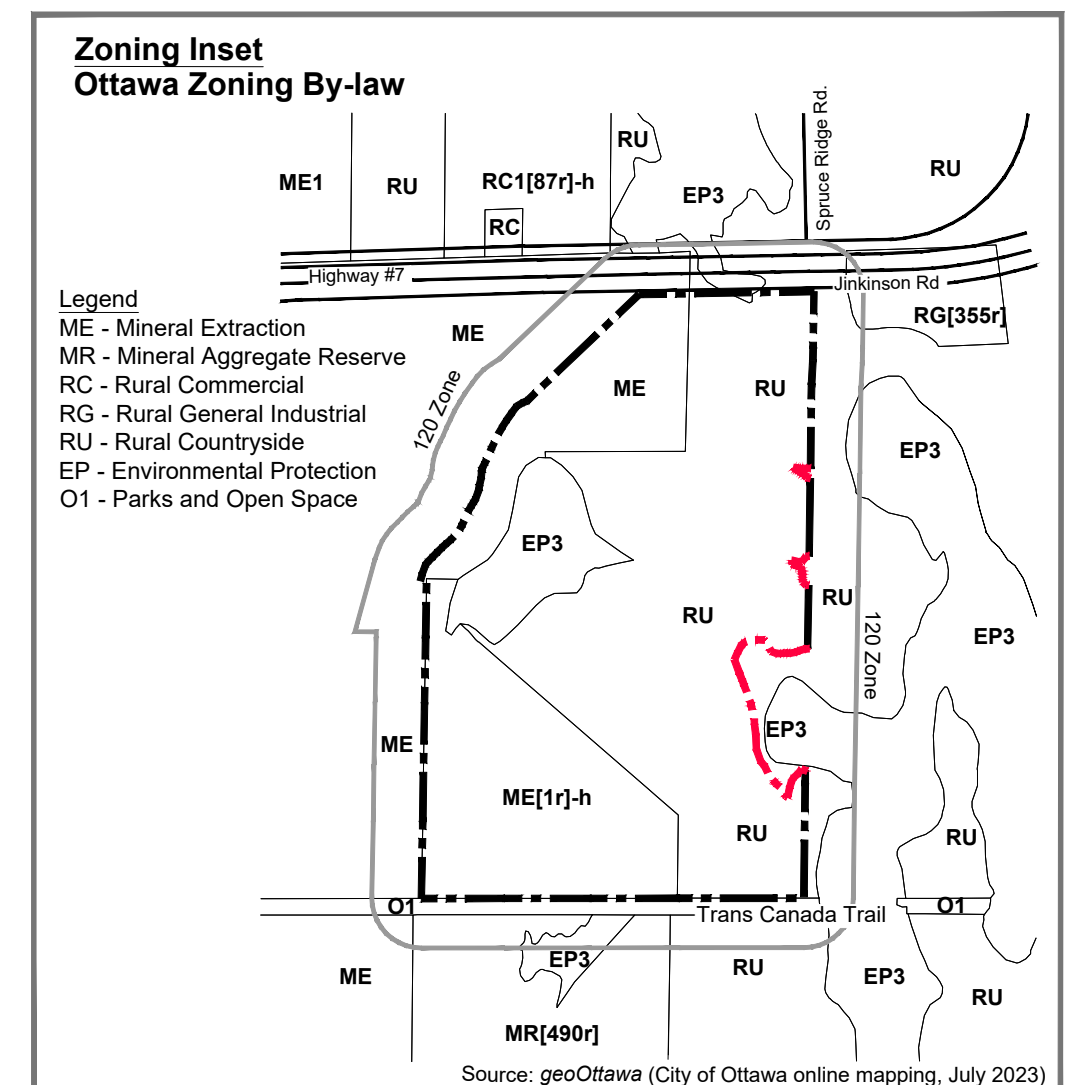 Zoning Inset
Ottawa Zoning By-law
Spruce Ridge Rd.
RU
ME1
RU
RC1[87r]-h
EP3
RU
RC
Highway #7
Jinkinson Rd
RG[355r]
Legend
ME - Mineral Extraction
MR - Mineral Aggregate Reserve
RC - Rural Commercial
RG - Rural General Industrial
RU - Rural Countryside
EP - Environmental Protection
O1 - Parks and Open Space
ME
120 Zone
ME
RU
EP3
EP3
RU
RU
120 Zone
EP3
ME
EP3
ME[1r]-h
RU
RU
O1
Trans Canada Trail
O1
ME
EP3
RU
EP3
RU
MR[490r]
Source: geoOttawa (City of Ottawa online mapping, July 2023)